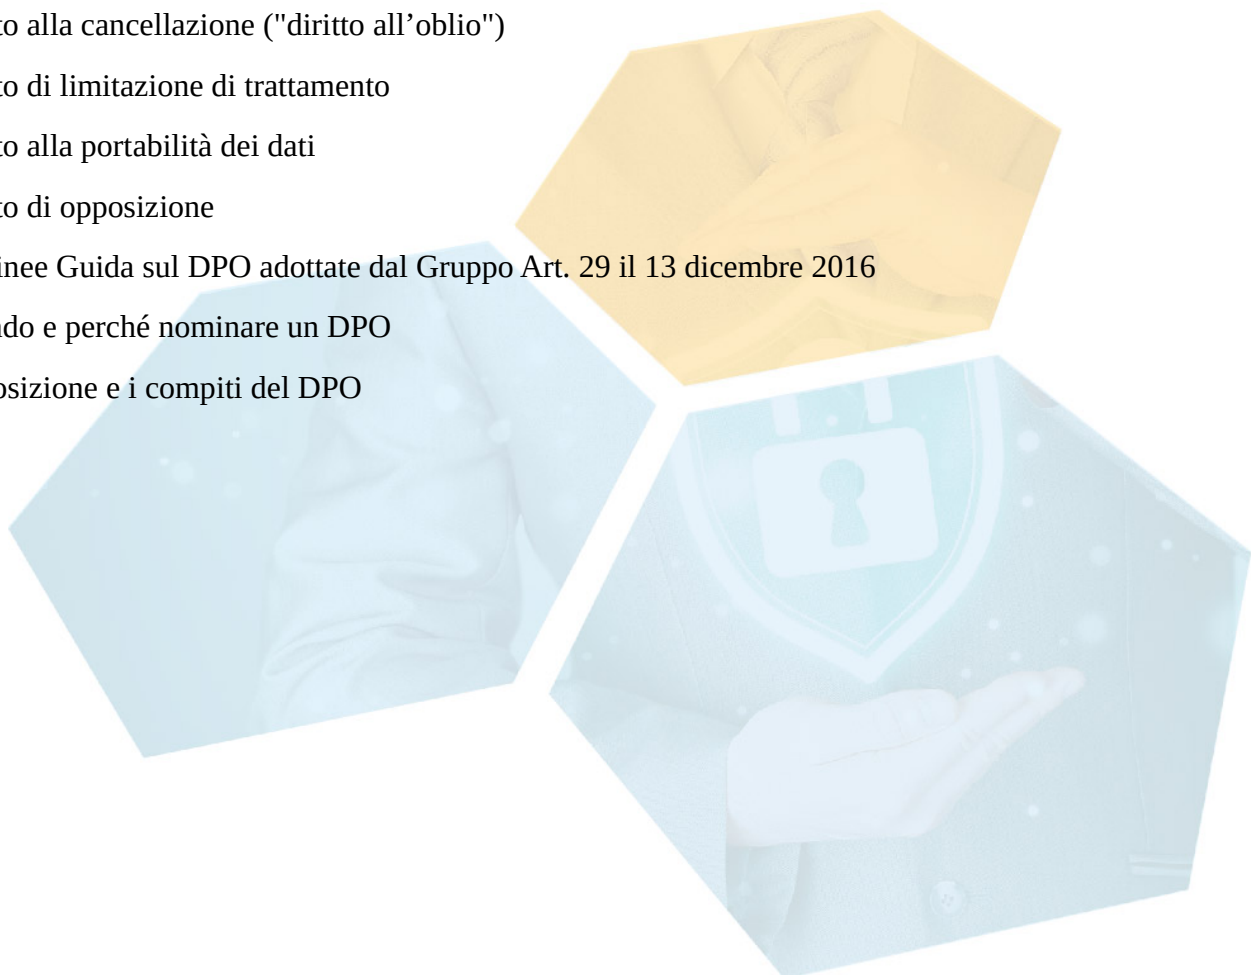 to alla cancellazione ("diritto all’oblio")
to di limitazione di trattamento
to alla portabilità dei dati
to di opposizione
inee Guida sul DPO adottate dal Gruppo Art. 29 il 13 dicembre 2016
ndo e perché nominare un DPO
osizione e i compiti del DPO